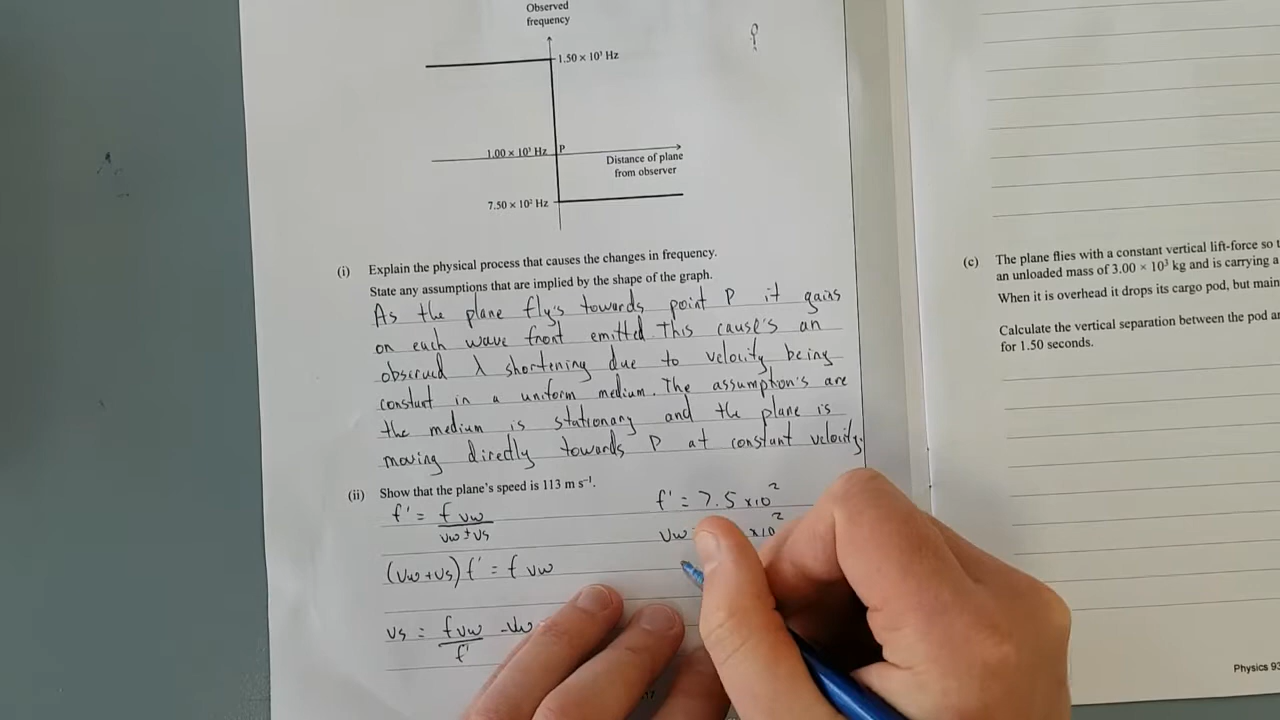 Observed
frequency
1.50 × 10³ Hz
1.00 × 10³ Hz
P
Distance of plane
from observer
7.50 × 10² Hz
(i) Explain the physical process that causes the changes in frequency.
State any assumptions that are implied by the shape of the graph.
As the plane fly's towards point P it gains
on each wave front emitted. This cause's an
observed λ shortening due to velocity being
constant in a uniform medium. The assumption's are
the medium is stationary and the plane is
moving directly towards P at constant velocity.
(ii) Show that the plane's speed is 113 m s⁻¹.
f' = f vw / vw ± vs
(vw + vs) f' = f vw
vs = f vw / f' - vw
f' = 7.5 x10²
vw x10²
17
(c) The plane flies with a constant vertical lift-force so t
an unloaded mass of 3.00 × 10³ kg and is carrying a
When it is overhead it drops its cargo pod, but main
Calculate the vertical separation between the pod a
for 1.50 seconds.
Physics 93